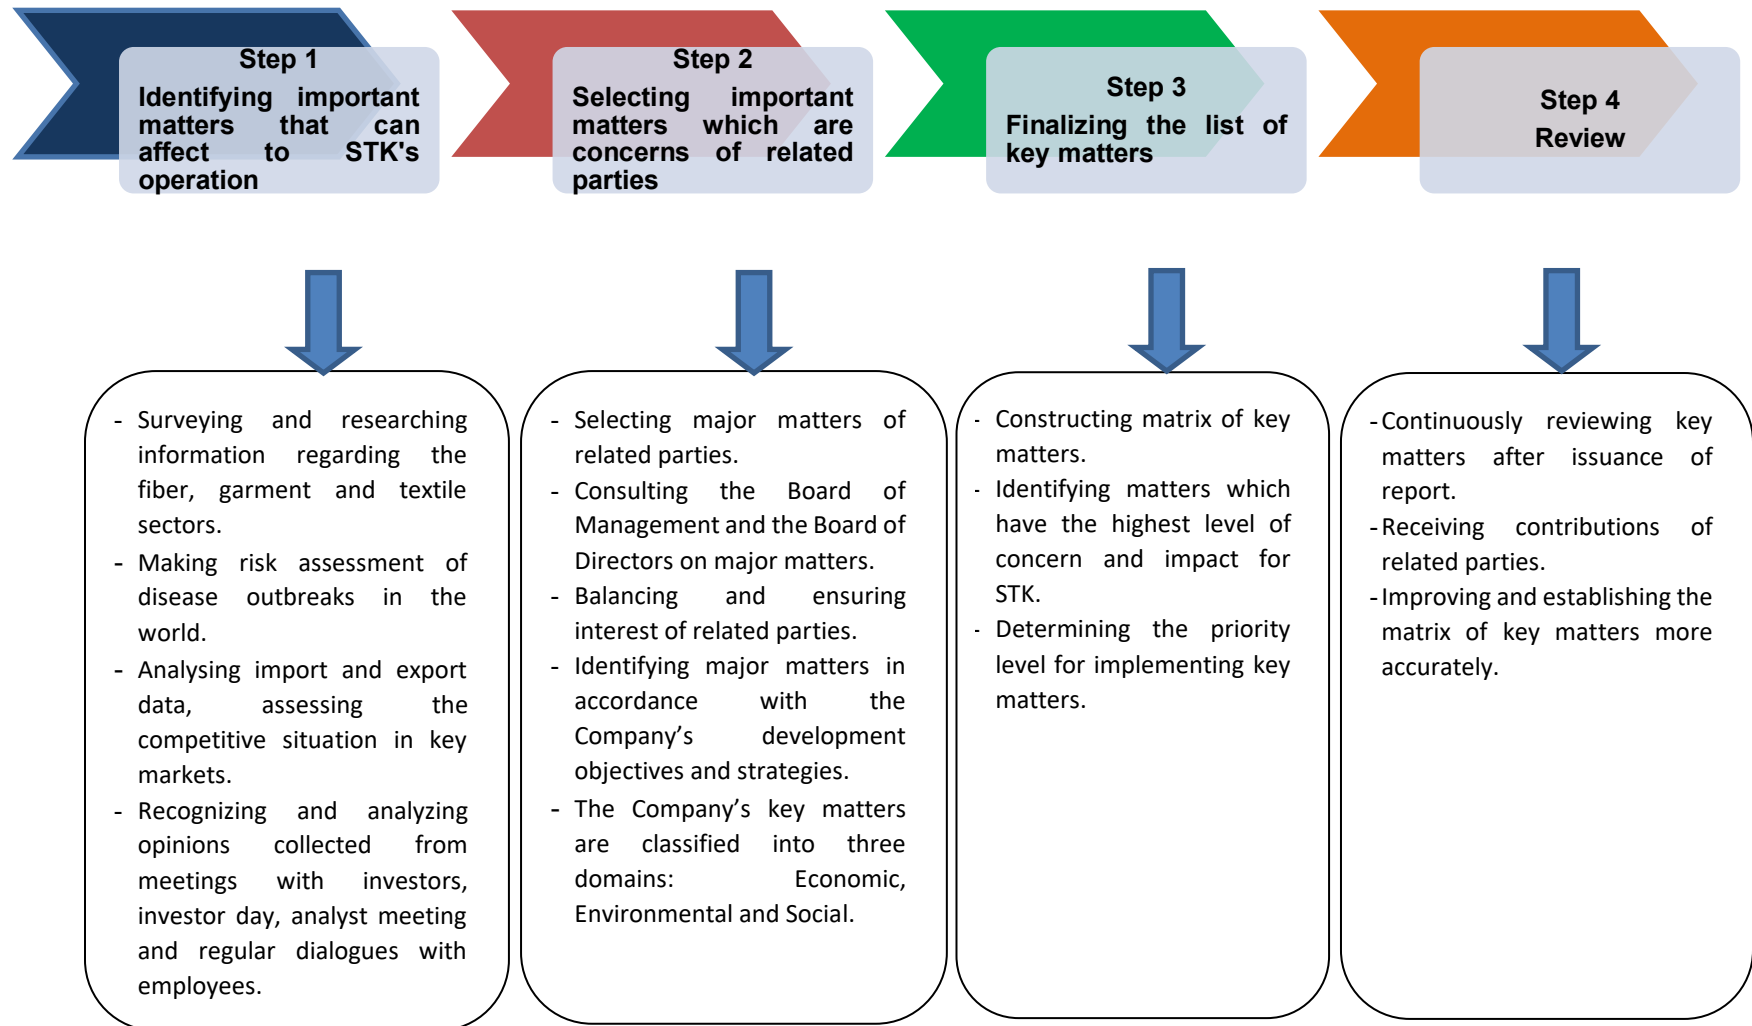 Step 1
Identifying important
matters that can
affect to STK's
operation
Step 2
Selecting important
matters which are
concerns of related
parties
Step 3
Finalizing the list of
key matters
Step 4
Review
- Surveying and researching
information regarding the
fiber, garment and textile
sectors.
- Making risk assessment of
disease outbreaks in the
world.
- Analysing import and export
data, assessing the
competitive situation in key
markets.
- Recognizing and analyzing
opinions collected from
meetings with investors,
investor day, analyst meeting
and regular dialogues with
employees.
- Selecting major matters of
related parties.
- Consulting the Board of
Management and the Board of
Directors on major matters.
- Balancing and ensuring
interest of related parties.
- Identifying major matters in
accordance with the
Company’s development
objectives and strategies.
- The Company’s key matters
are classified into three
domains: Economic,
Environmental and Social.
- Constructing matrix of key
matters.
- Identifying matters which
have the highest level of
concern and impact for
STK.
- Determining the priority
level for implementing key
matters.
- Continuously reviewing key
matters after issuance of
report.
- Receiving contributions of
related parties.
- Improving and establishing the
matrix of key matters more
accurately.